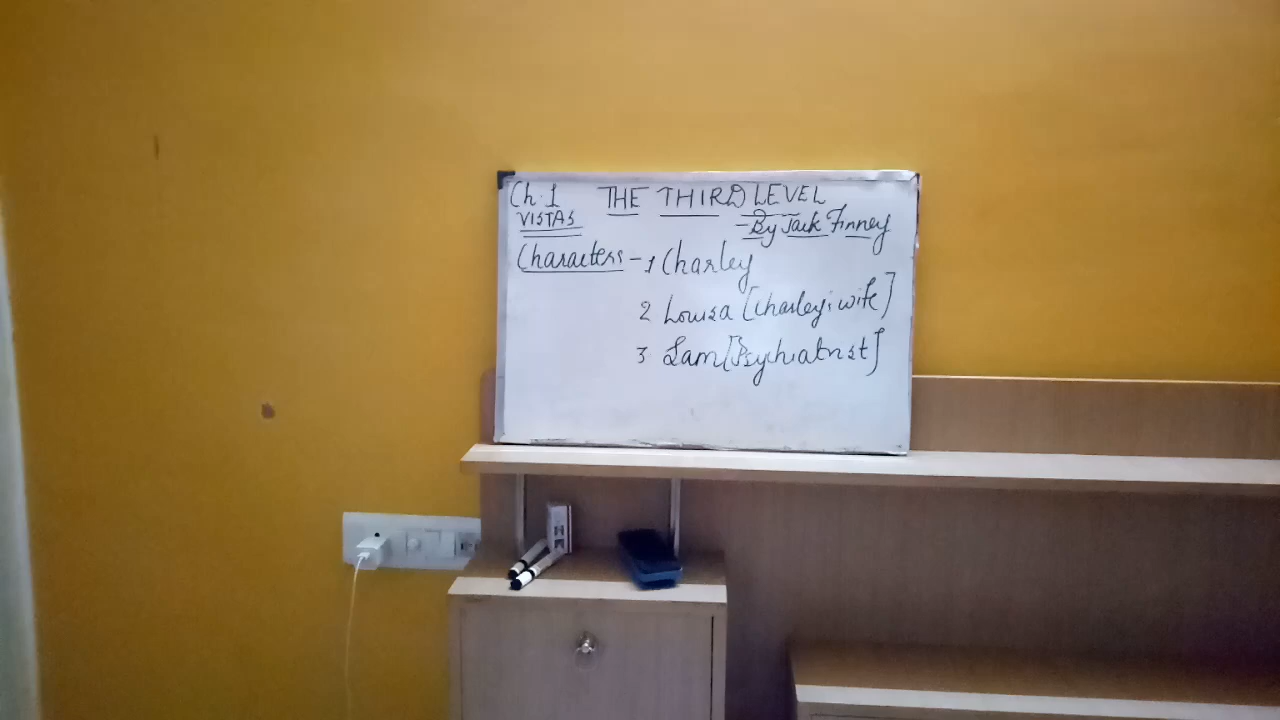 Ch. 1 THE THIRD LEVEL
VISTAS
- By Jack Finney
Characters - 1 Charley
2 Louisa [Charley's wife]
3 Sam [Psychiatrist]